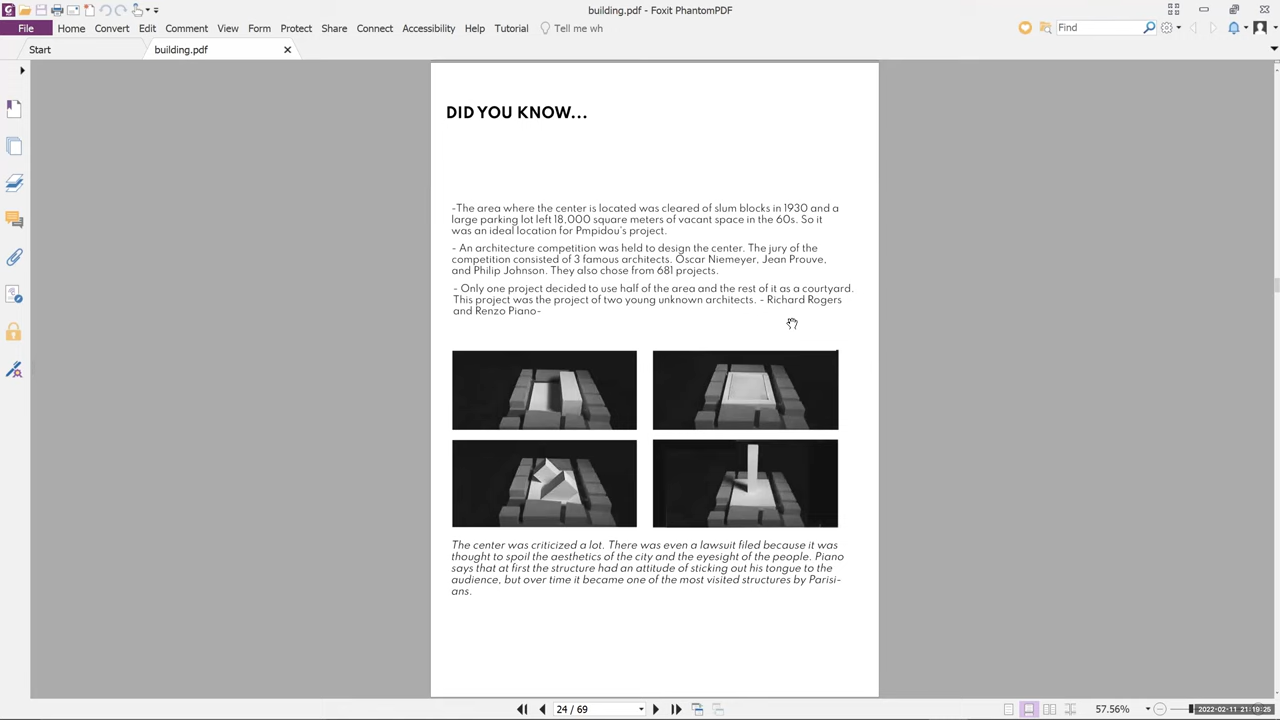 building.pdf - Foxit PhantomPDF
File Home Convert Edit Comment View Form Protect Share Connect Accessibility Help Tutorial Tell me wh Find
Start building.pdf
DID YOU KNOW...
-The area where the center is located was cleared of slum blocks in 1930 and a
large parking lot left 18,000 square meters of vacant space in the 60s. So it
was an ideal location for Pmpidou's project.
- An architecture competition was held to design the center. The jury of the
competition consisted of 3 famous architects. Oscar Niemeyer, Jean Prouve,
and Philip Johnson. They also chose from 681 projects.
- Only one project decided to use half of the area and the rest of it as a courtyard.
This project was the project of two young unknown architects. - Richard Rogers
and Renzo Piano-
The center was criticized a lot. There was even a lawsuit filed because it was
thought to spoil the aesthetics of the city and the eyesight of the people. Piano
says that at first the structure had an attitude of sticking out his tongue to the
audience, but over time it became one of the most visited structures by Parisi-
ans.
24 / 69 57.56% 2022-02-11 21:19:25